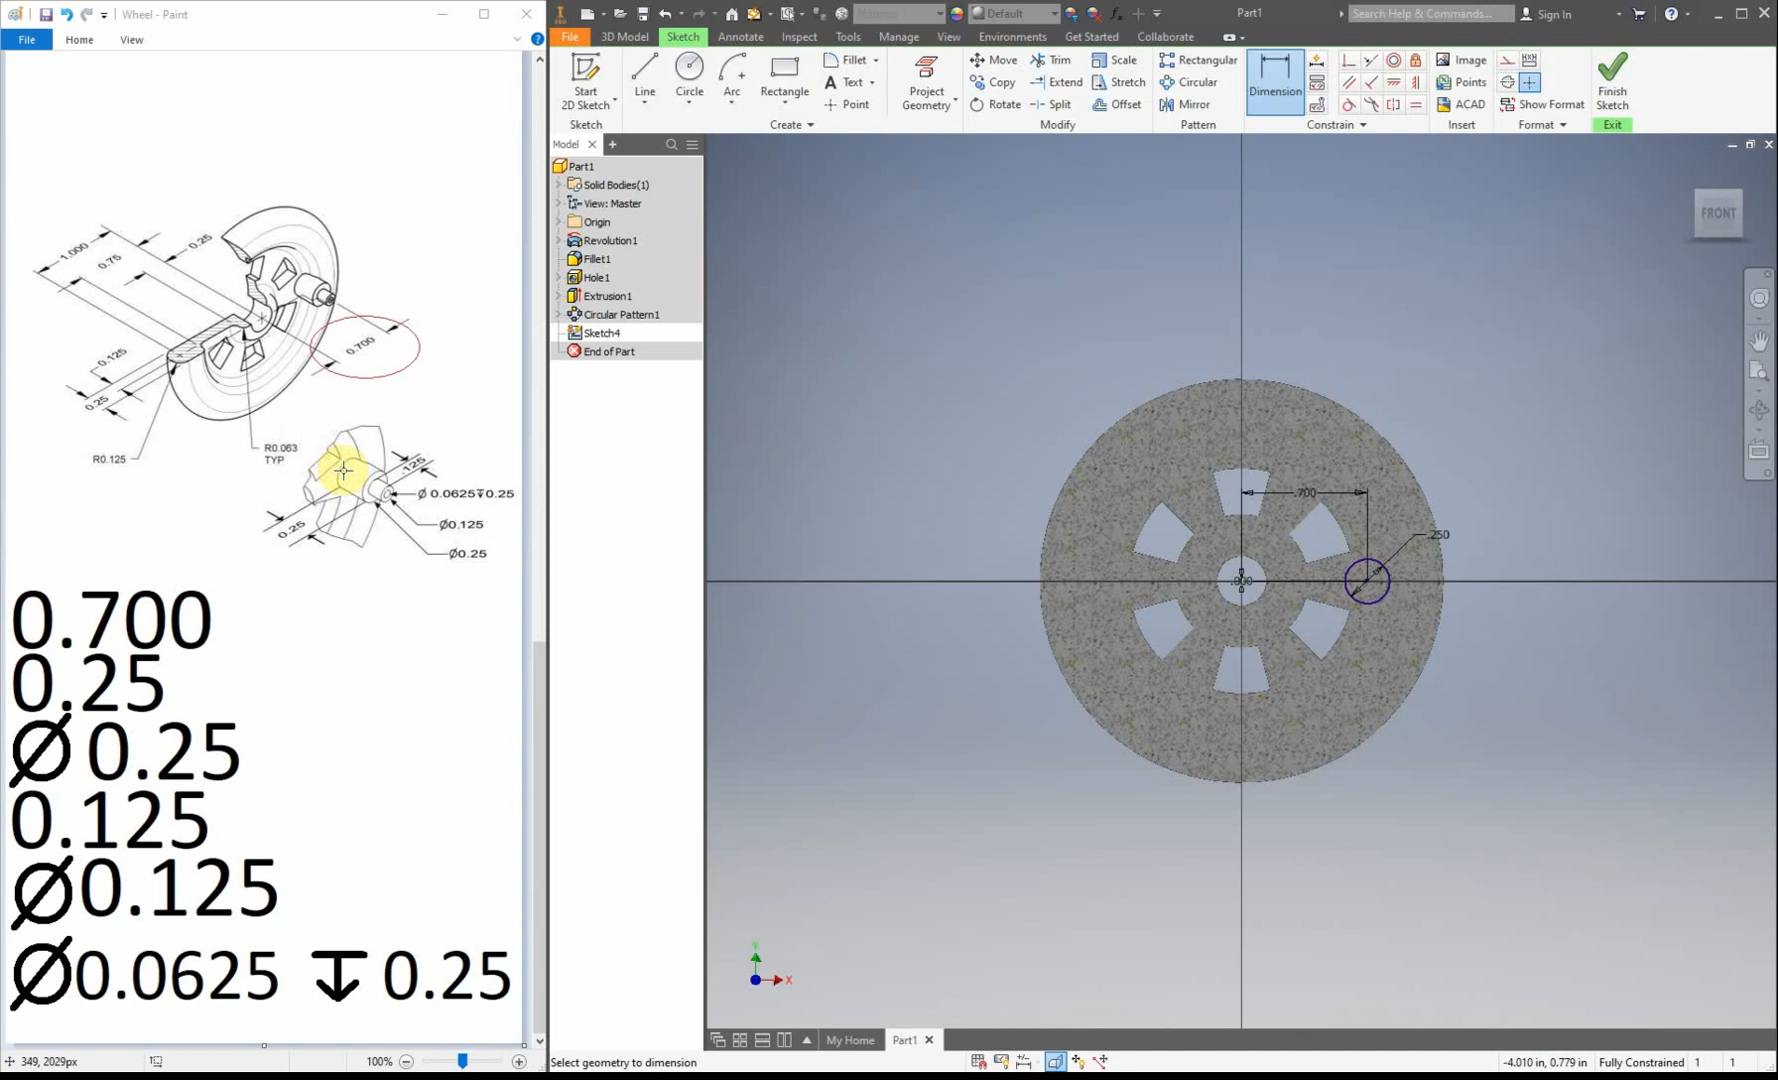 Wheel - Paint
File Home View
1.000
0.75
0.25
0.125
0.25
0.700
R0.125
R0.063
TYP
.125
0.25
Ø 0.0625↧0.25
Ø0.125
Ø0.25
0.700
0.25
Ø 0.25
0.125
Ø0.125
Ø0.0625 ↧ 0.25
349, 2029px
100%
Default
Part1
Search Help & Commands...
Sign In
File 3D Model Sketch Annotate Inspect Tools Manage View Environments Get Started Collaborate
Start
2D Sketch
Line
Circle
Arc
Rectangle
Fillet
Text
Point
Project
Geometry
Move
Copy
Rotate
Trim
Extend
Split
Scale
Stretch
Offset
Rectangular
Circular
Mirror
Dimension
Image
Points
ACAD
Show Format
Finish
Sketch
Sketch Create Modify Pattern Constrain Insert Format Exit
Model
Part1
Solid Bodies(1)
View: Master
Origin
Revolution1
Fillet1
Hole1
Extrusion1
Circular Pattern1
Sketch4
End of Part
FRONT
.700
.250
.000
X
My Home Part1
Select geometry to dimension
-4.010 in, 0.779 in Fully Constrained 1 1